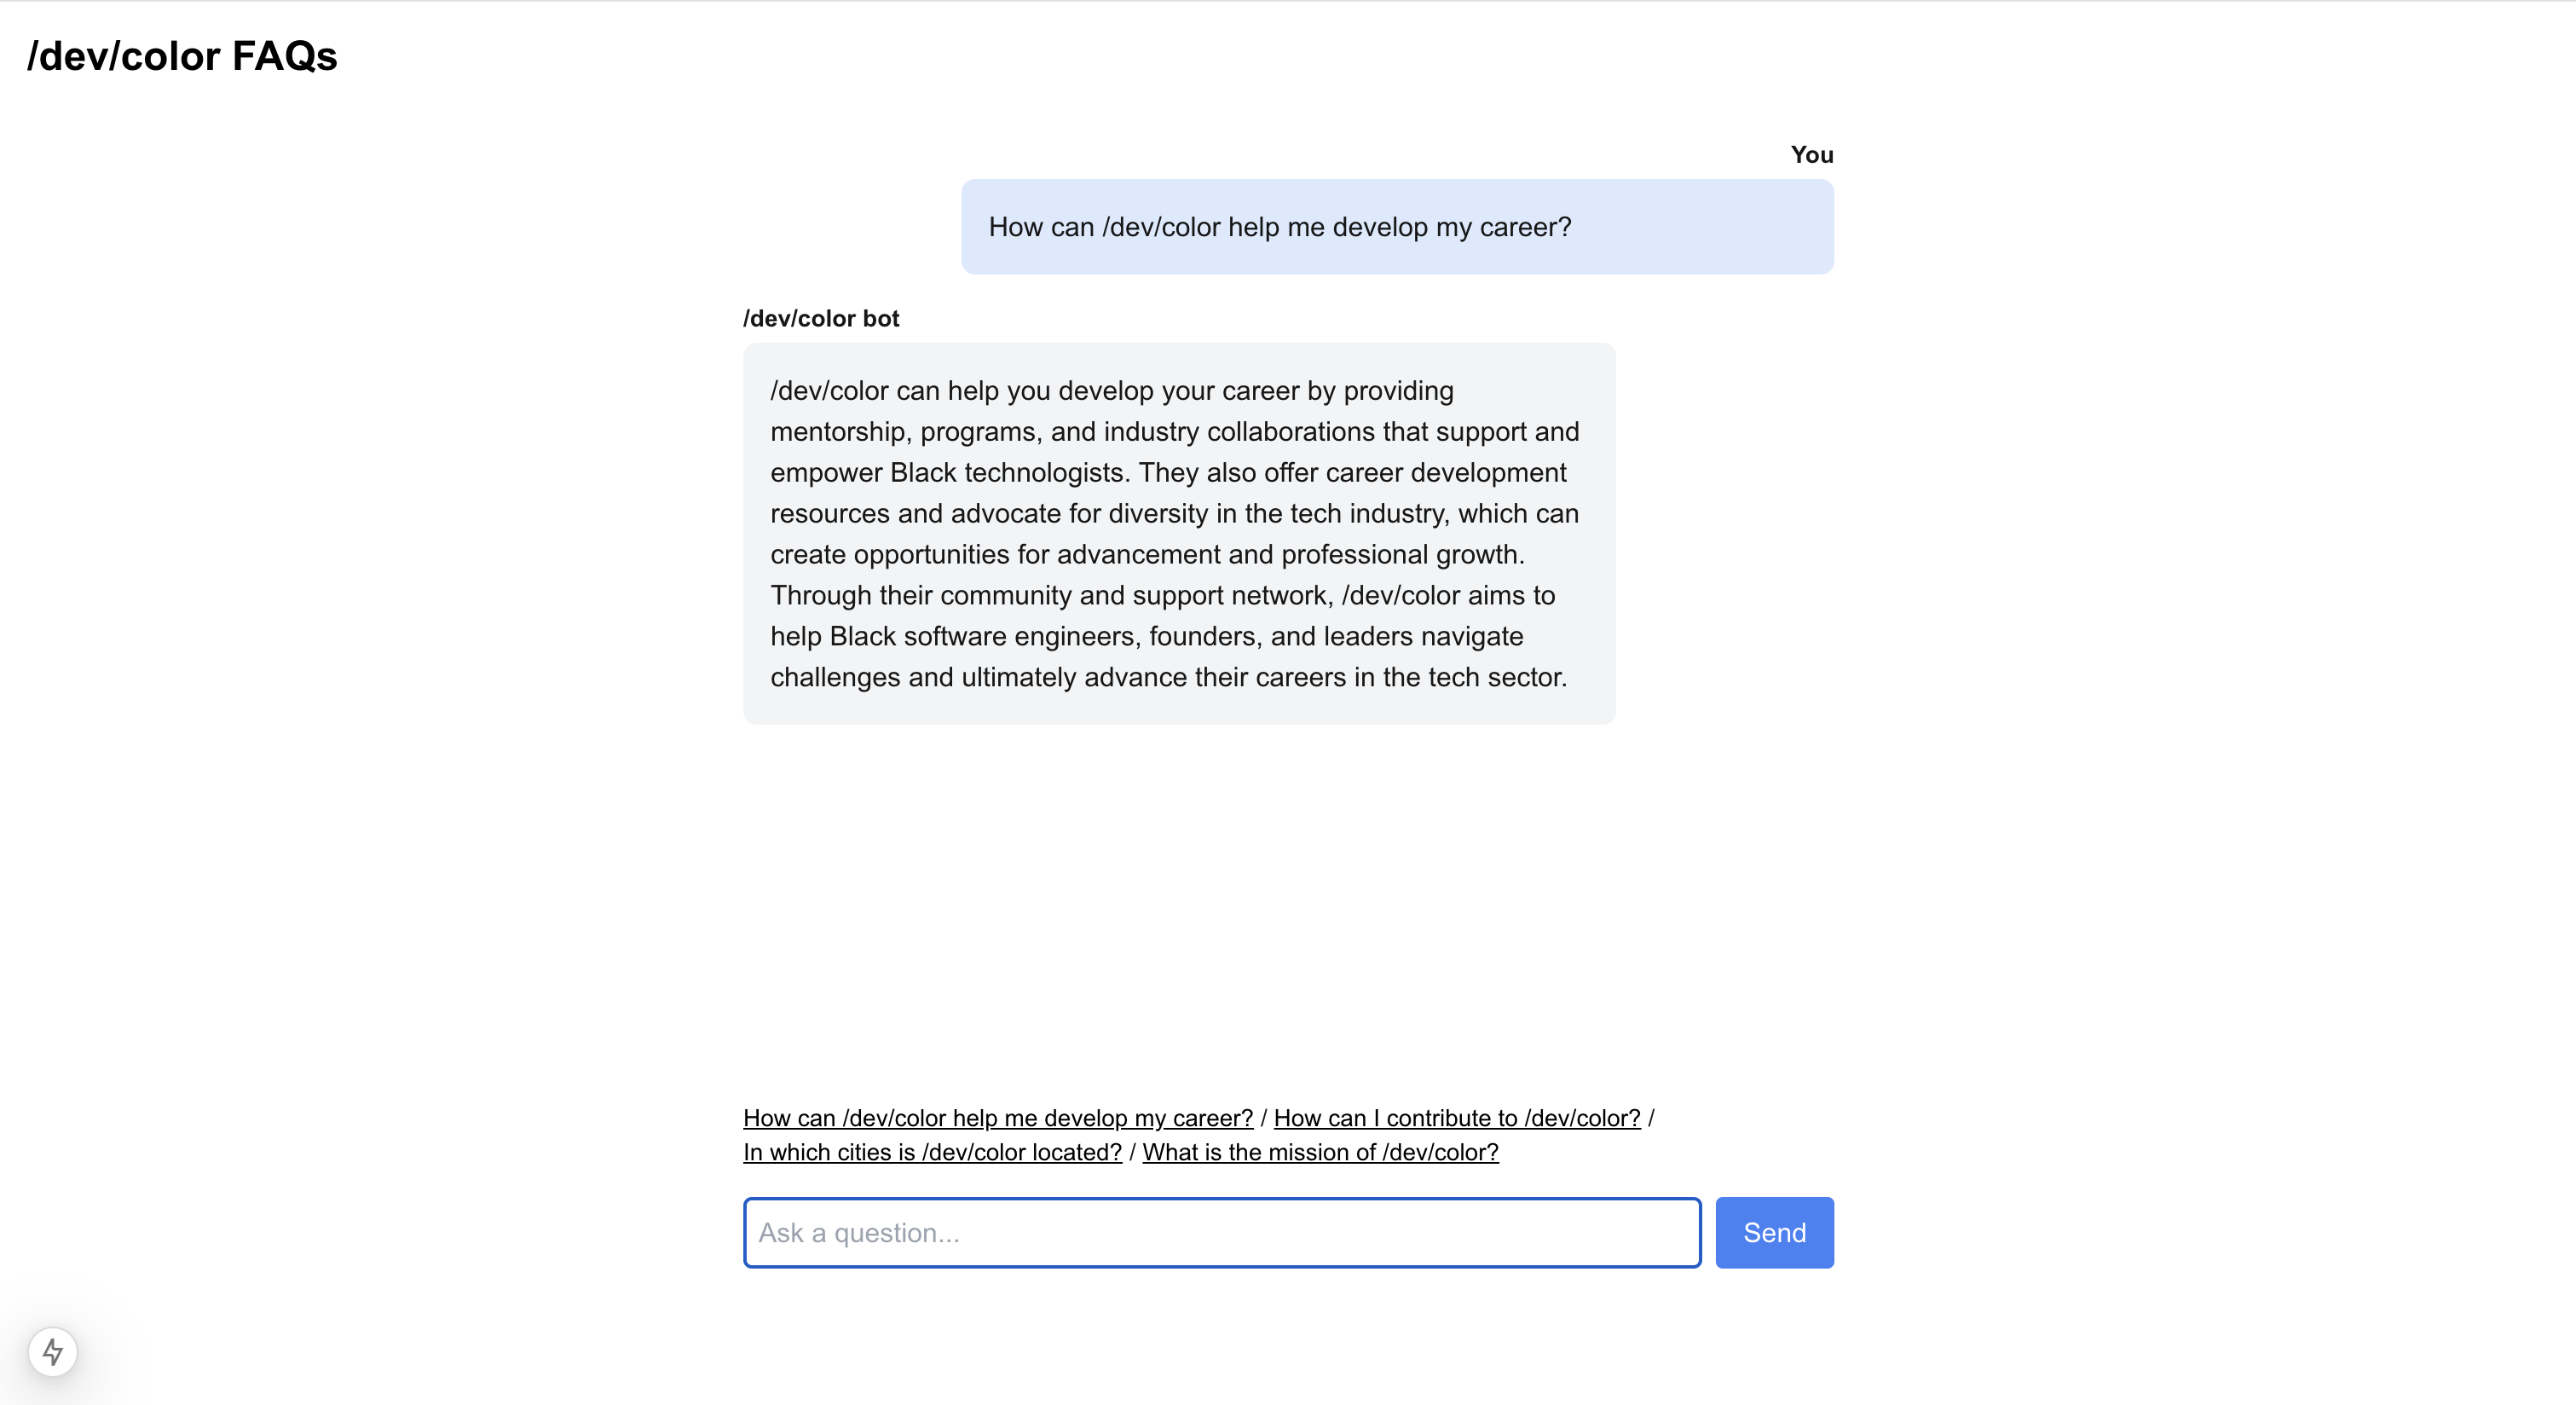 /dev/color FAQs
You
How can /dev/color help me develop my career?
/dev/color bot
/dev/color can help you develop your career by providing
mentorship, programs, and industry collaborations that support and
empower Black technologists. They also offer career development
resources and advocate for diversity in the tech industry, which can
create opportunities for advancement and professional growth.
Through their community and support network, /dev/color aims to
help Black software engineers, founders, and leaders navigate
challenges and ultimately advance their careers in the tech sector.
How can /dev/color help me develop my career? / How can I contribute to /dev/color? /
In which cities is /dev/color located? / What is the mission of /dev/color?
Ask a question...
Send